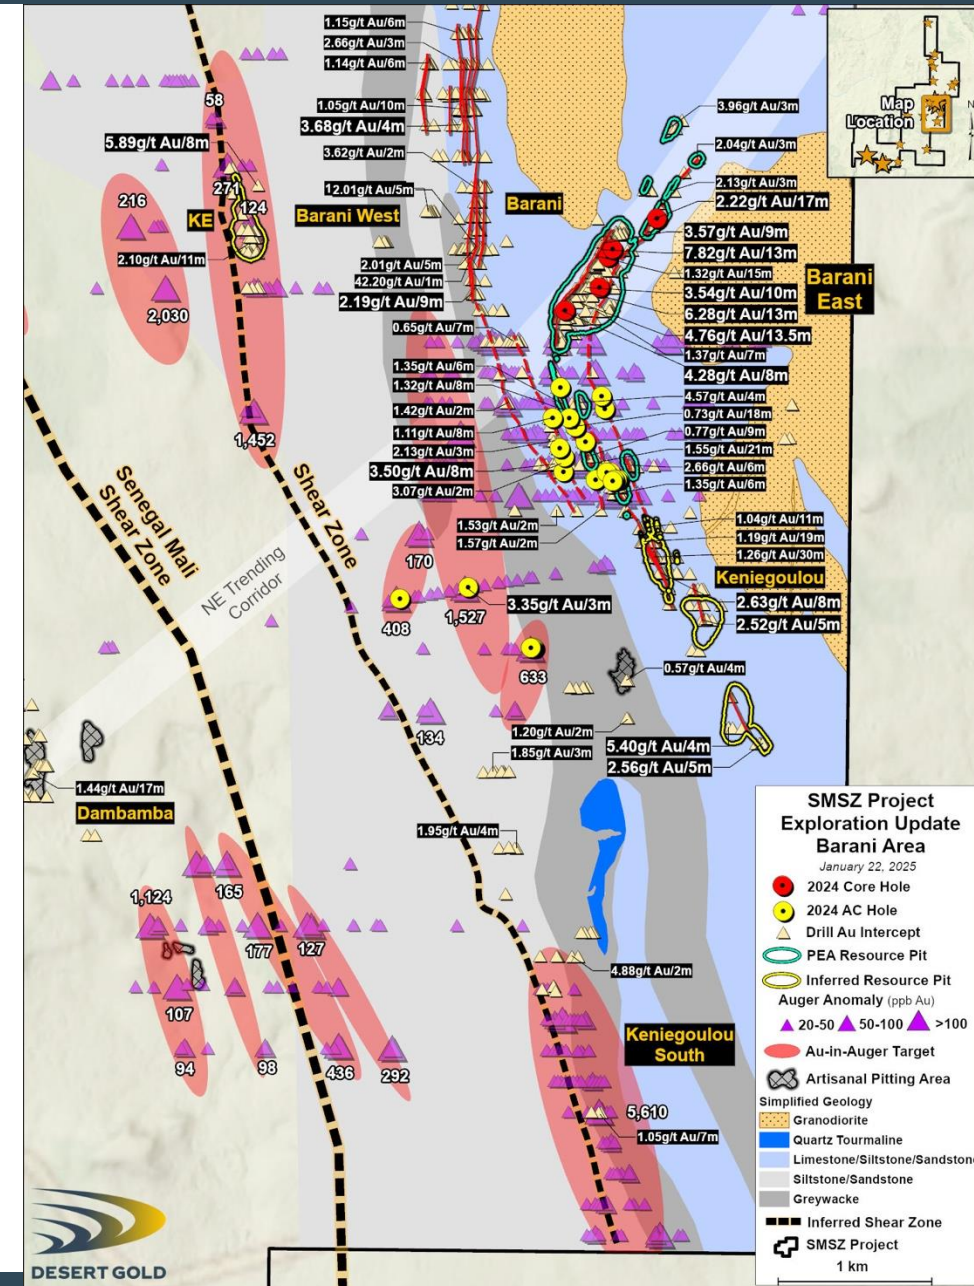 1.15g/t Au/6m
2.66g/t Au/3m
1.14g/t Au/6m
1.05g/t Au/10m
3.68g/t Au/4m
3.62g/t Au/2m
12.01g/t Au/5m
Barani West
Barani
2.01g/t Au/5m
42.20g/t Au/1m
2.19g/t Au/9m
0.65g/t Au/7m
1.35g/t Au/6m
1.32g/t Au/8m
1.42g/t Au/2m
1.11g/t Au/8m
2.13g/t Au/3m
3.50g/t Au/8m
3.07g/t Au/2m
1.53g/t Au/2m
1.57g/t Au/2m
58
5.89g/t Au/8m
271
124
216
KE
2.10g/t Au/11m
2,030
1,452
Map
Location
N
3.96g/t Au/3m
2.04g/t Au/3m
2.13g/t Au/3m
2.22g/t Au/17m
3.57g/t Au/9m
7.82g/t Au/13m
1.32g/t Au/15m
3.54g/t Au/10m
6.28g/t Au/13m
4.76g/t Au/13.5m
1.37g/t Au/7m
4.28g/t Au/8m
Barani
East
4.57g/t Au/4m
0.73g/t Au/18m
0.77g/t Au/9m
1.55g/t Au/21m
2.66g/t Au/6m
1.35g/t Au/6m
1.04g/t Au/11m
1.19g/t Au/19m
1.26g/t Au/30m
Keniegoulou
2.63g/t Au/8m
2.52g/t Au/5m
Senegal Mali
Shear Zone
Shear Zone
NE Trending
Corridor
170
408
1,527
3.35g/t Au/3m
633
134
0.57g/t Au/4m
1.20g/t Au/2m
1.85g/t Au/3m
5.40g/t Au/4m
2.56g/t Au/5m
1.44g/t Au/17m
Dambamba
1.95g/t Au/4m
1,124
165
177
127
107
94
98
436
292
4.88g/t Au/2m
Keniegoulou
South
5,610
1.05g/t Au/7m
SMSZ Project
Exploration Update
Barani Area
January 22, 2025
2024 Core Hole
2024 AC Hole
Drill Au Intercept
PEA Resource Pit
Inferred Resource Pit
Auger Anomaly (ppb Au)
20-50 50-100 >100
Au-in-Auger Target
Artisanal Pitting Area
Simplified Geology
Granodiorite
Quartz Tourmaline
Limestone/Siltstone/Sandstone
Siltstone/Sandstone
Greywacke
Inferred Shear Zone
SMSZ Project
1 km
DESERT GOLD